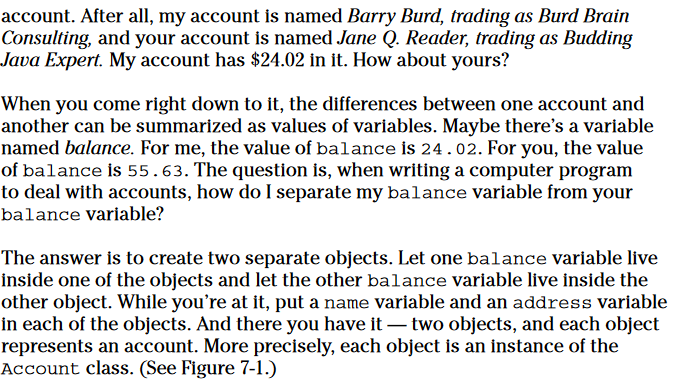 account. After all, my account is named Barry Burd, trading as Burd Brain
Consulting, and your account is named Jane Q. Reader, trading as Budding
Java Expert. My account has $24.02 in it. How about yours?
When you come right down to it, the differences between one account and
another can be summarized as values of variables. Maybe there’s a variable
named balance. For me, the value of balance is 24.02. For you, the value
of balance is 55.63. The question is, when writing a computer program
to deal with accounts, how do I separate my balance variable from your
balance variable?
The answer is to create two separate objects. Let one balance variable live
inside one of the objects and let the other balance variable live inside the
other object. While you’re at it, put a name variable and an address variable
in each of the objects. And there you have it — two objects, and each object
represents an account. More precisely, each object is an instance of the
Account class. (See Figure 7-1.)